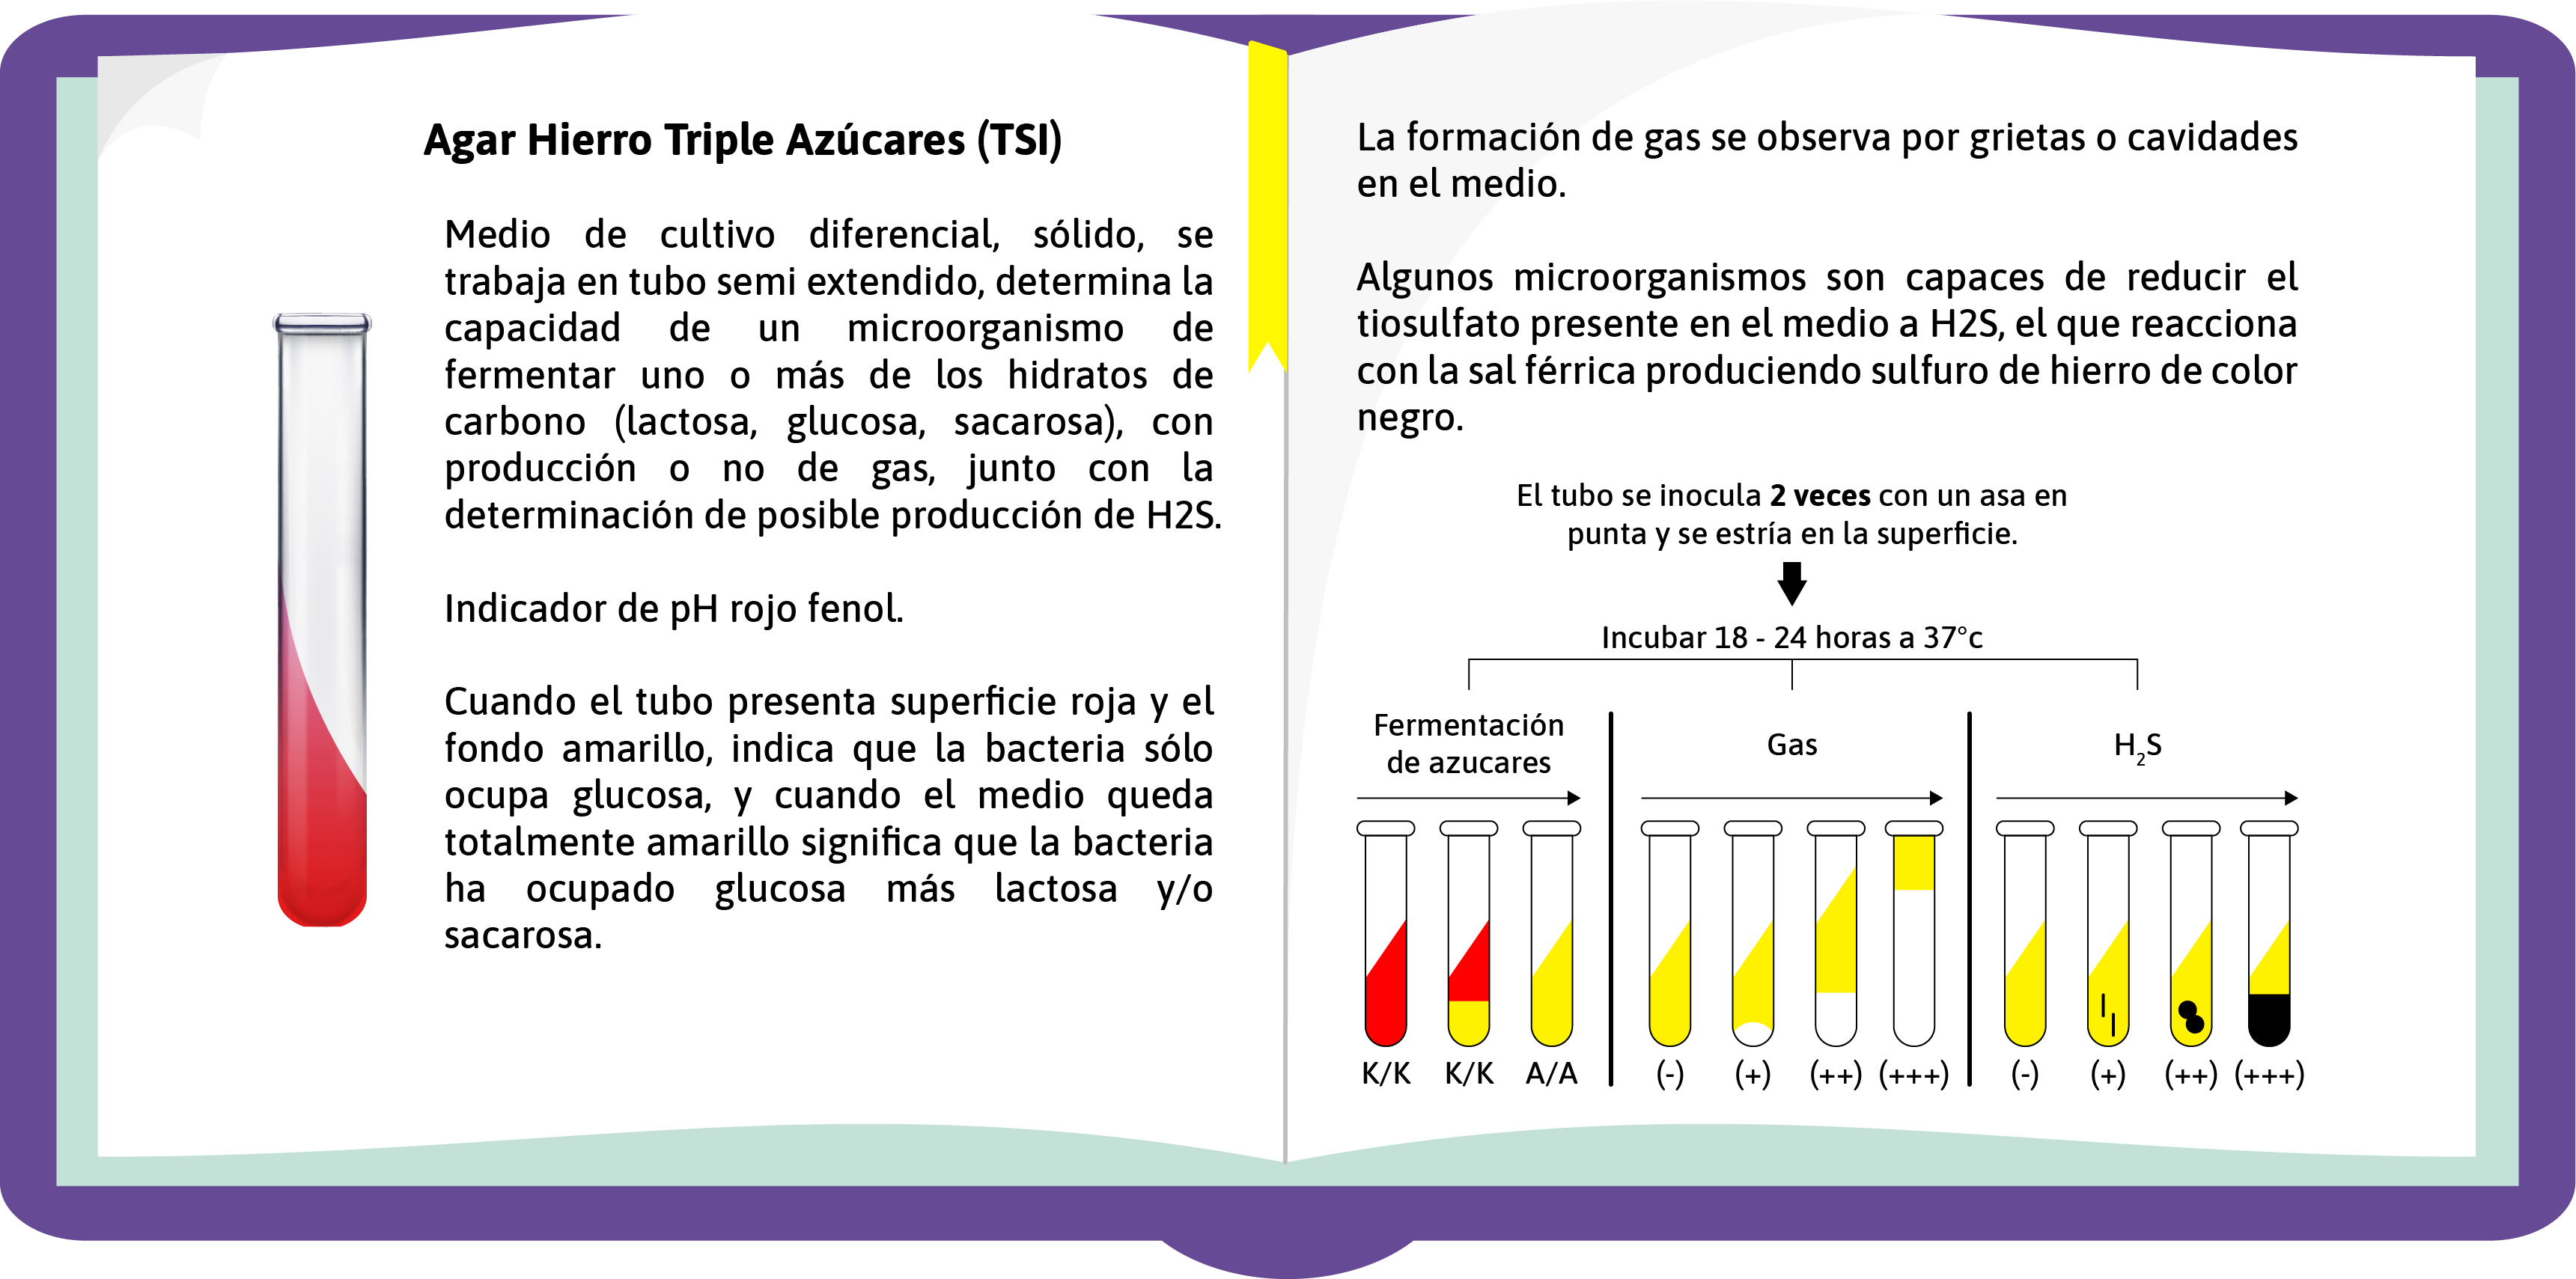 Agar Hierro Triple Azúcares (TSI)
Medio de cultivo diferencial, sólido, se
trabaja en tubo semi extendido, determina la
capacidad de un microorganismo de
fermentar uno o más de los hidratos de
carbono (lactosa, glucosa, sacarosa), con
producción o no de gas, junto con la
determinación de posible producción de H2S.
Indicador de pH rojo fenol.
Cuando el tubo presenta superficie roja y el
fondo amarillo, indica que la bacteria sólo
ocupa glucosa, y cuando el medio queda
totalmente amarillo significa que la bacteria
ha ocupado glucosa más lactosa y/o
sacarosa.
La formación de gas se observa por grietas o cavidades
en el medio.
Algunos microorganismos son capaces de reducir el
tiosulfato presente en el medio a H2S, el que reacciona
con la sal férrica produciendo sulfuro de hierro de color
negro.
El tubo se inocula 2 veces con un asa en
punta y se estría en la superficie.
Incubar 18 - 24 horas a 37°c
Fermentación
de azucares
Gas
H2S
K/K K/K A/A
(-) (+) (++) (+++)
(-) (+) (++) (+++)